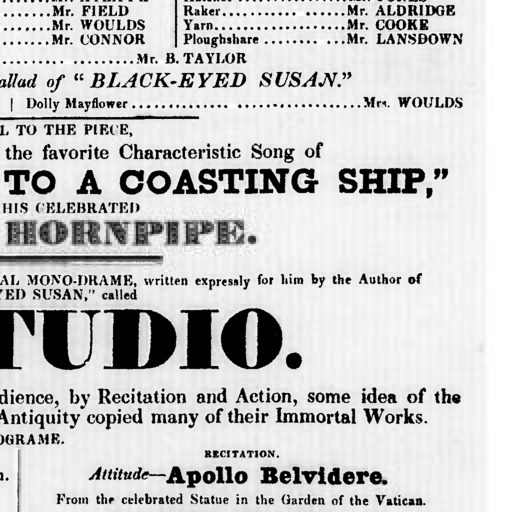 Mr. FIELD
Mr. WOULDS
Mr. CONNOR
Raker Mr. ALDRIDGE
Yarn Mr. COOKE
Ploughshare Mr. LANSDOWN
Mr. B. TAYLOR
allad of “BLACK-EYED SUSAN.”
| Dolly Mayflower Mrs. WOULDS
L TO THE PIECE,
the favorite Characteristic Song of
TO A COASTING SHIP,”
HIS CELEBRATED
HORNPIPE.
AL MONO-DRAME, written expressly for him by the Author of
YED SUSAN,” called
TUDIO.
dience, by Recitation and Action, some idea of the
Antiquity copied many of their Immortal Works.
OGRAME.
RECITATION.
Attitude—Apollo Belvidere.
From the celebrated Statue in the Garden of the Vatican.